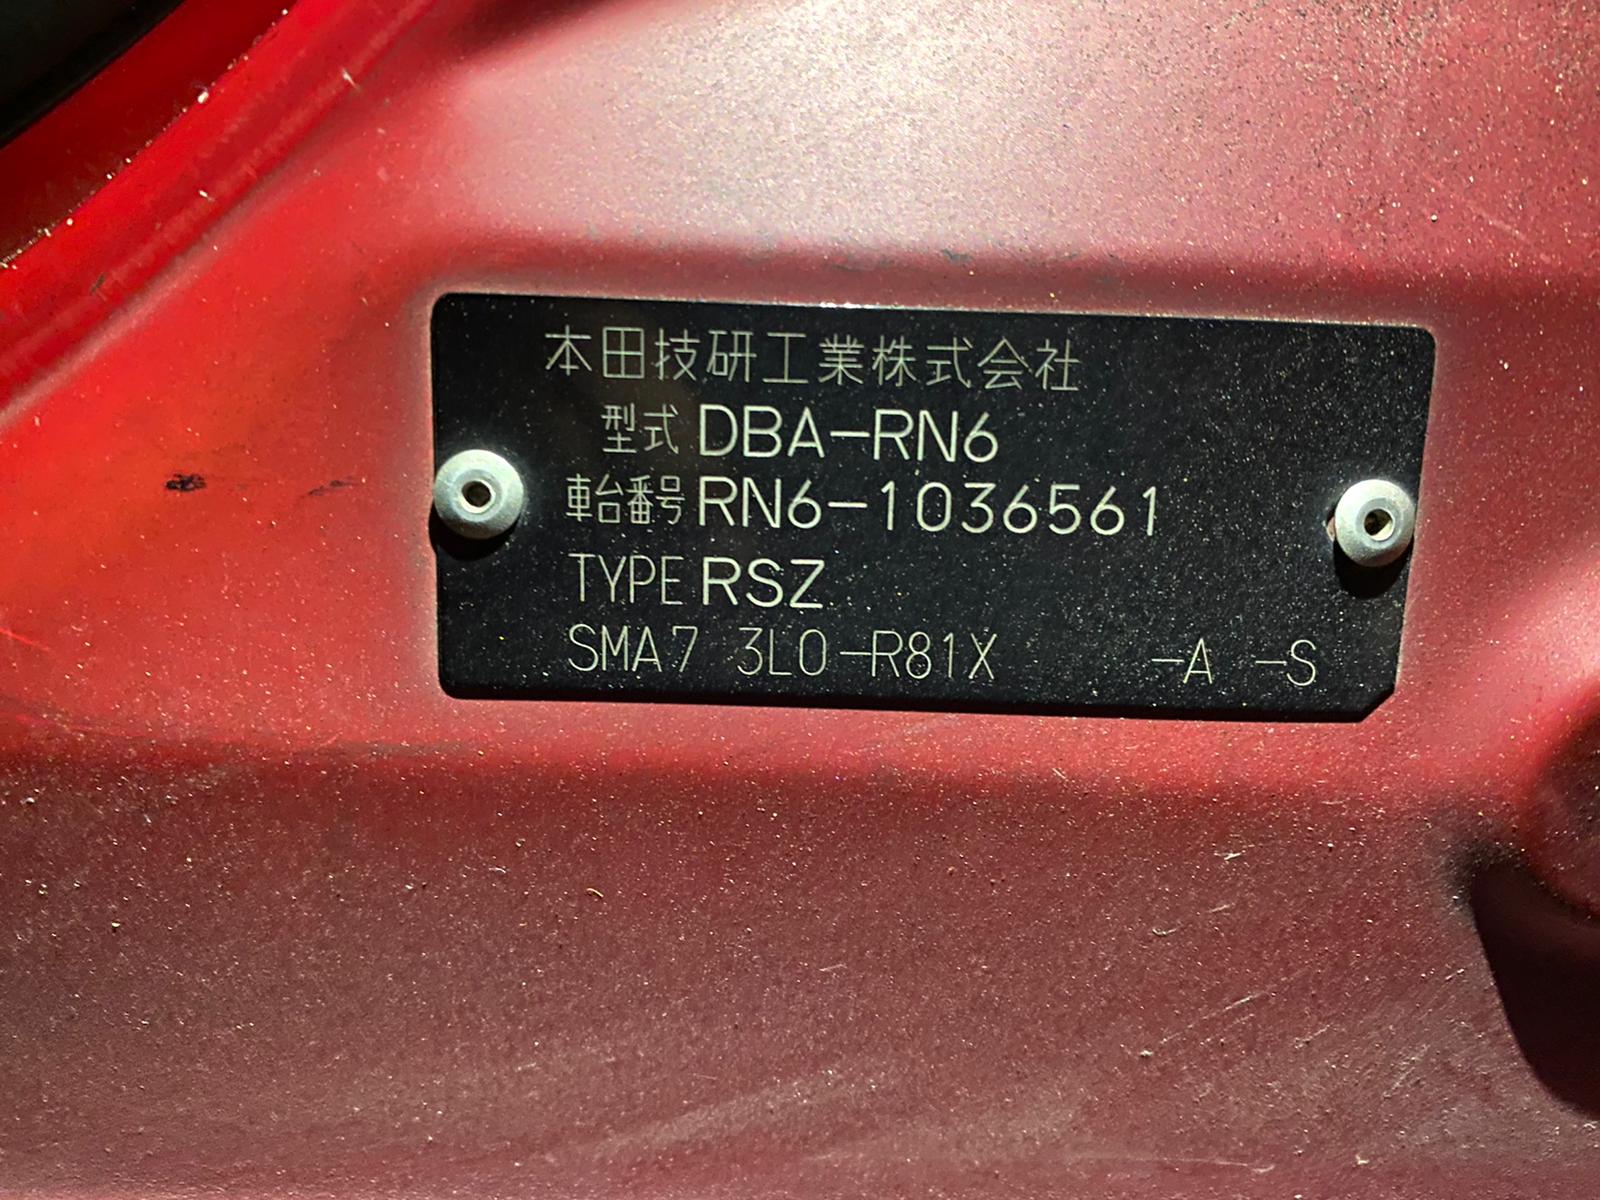 本田技研工業株式会社
型式 DBA-RN6
車台番号 RN6-1036561
TYPE RSZ
SMA7 3L0-R81X -A -S